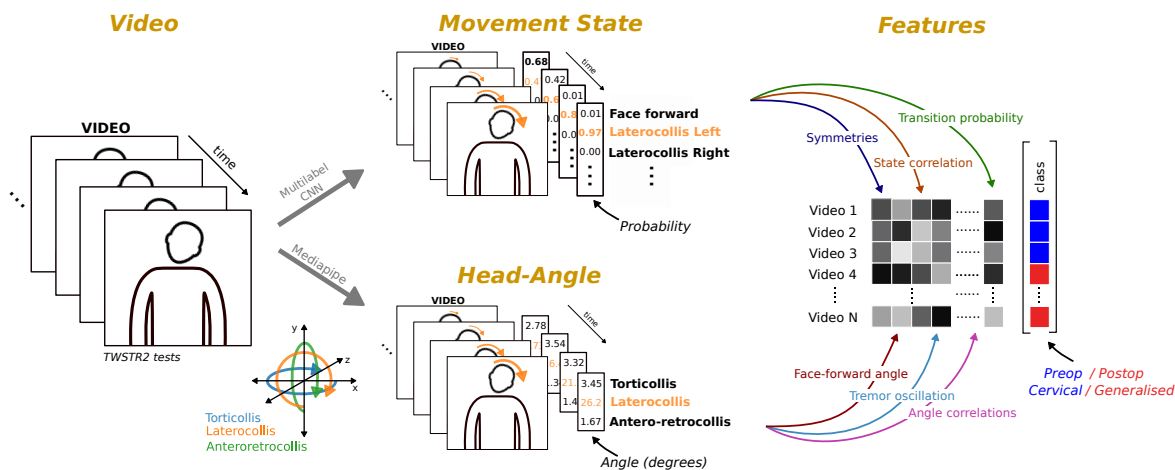 Video
VIDEO
time
...
TWSTR2 tests
y
z
x
Torticollis
Laterocollis
Anteroretrocollis
Multilabel
CNN
Mediapipe
Movement State
VIDEO
time
...
0.68
0.42
0.01
0.01
Face forward
0.97
Laterocollis Left
0.00
Laterocollis Right
Probability
Head-Angle
VIDEO
time
...
2.78
3.54
3.32
3.45
Torticollis
26.2
Laterocollis
1.67
Antero-retrocollis
Angle (degrees)
Features
Transition probability
State correlation
Symmetries
class
Video 1 ......
Video 2 ......
Video 3 ......
Video 4 ......
Video N ......
Face-forward angle
Tremor oscillation
Angle correlations
Preop / Postop
Cervical / Generalised